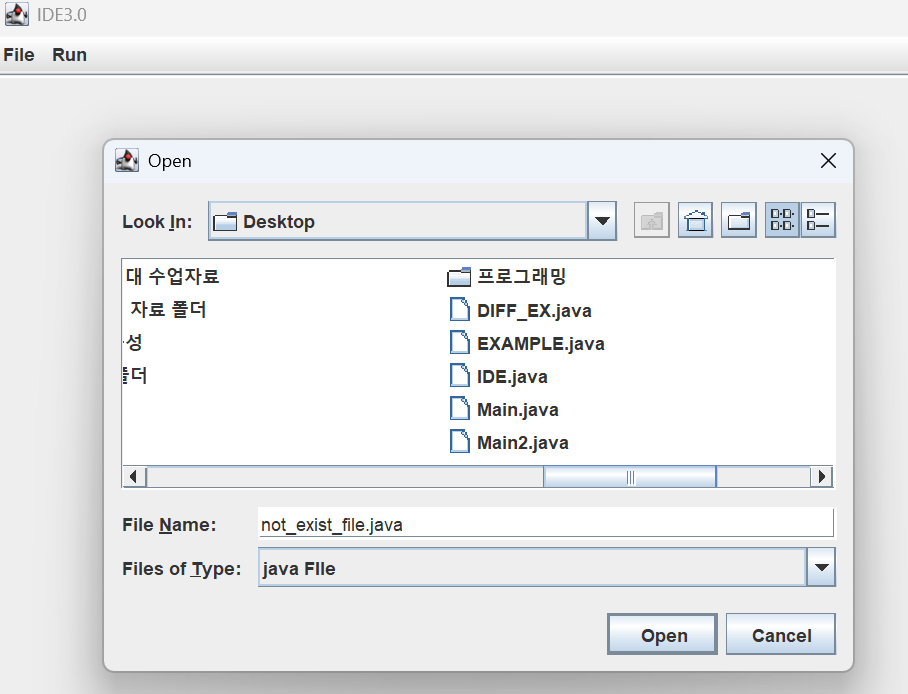 IDE3.0
File Run
Open
Look In: Desktop
대 수업자료
자료 폴더
성
더
프로그래밍
DIFF_EX.java
EXAMPLE.java
IDE.java
Main.java
Main2.java
File Name: not_exist_file.java
Files of Type: java FIle
Open Cancel